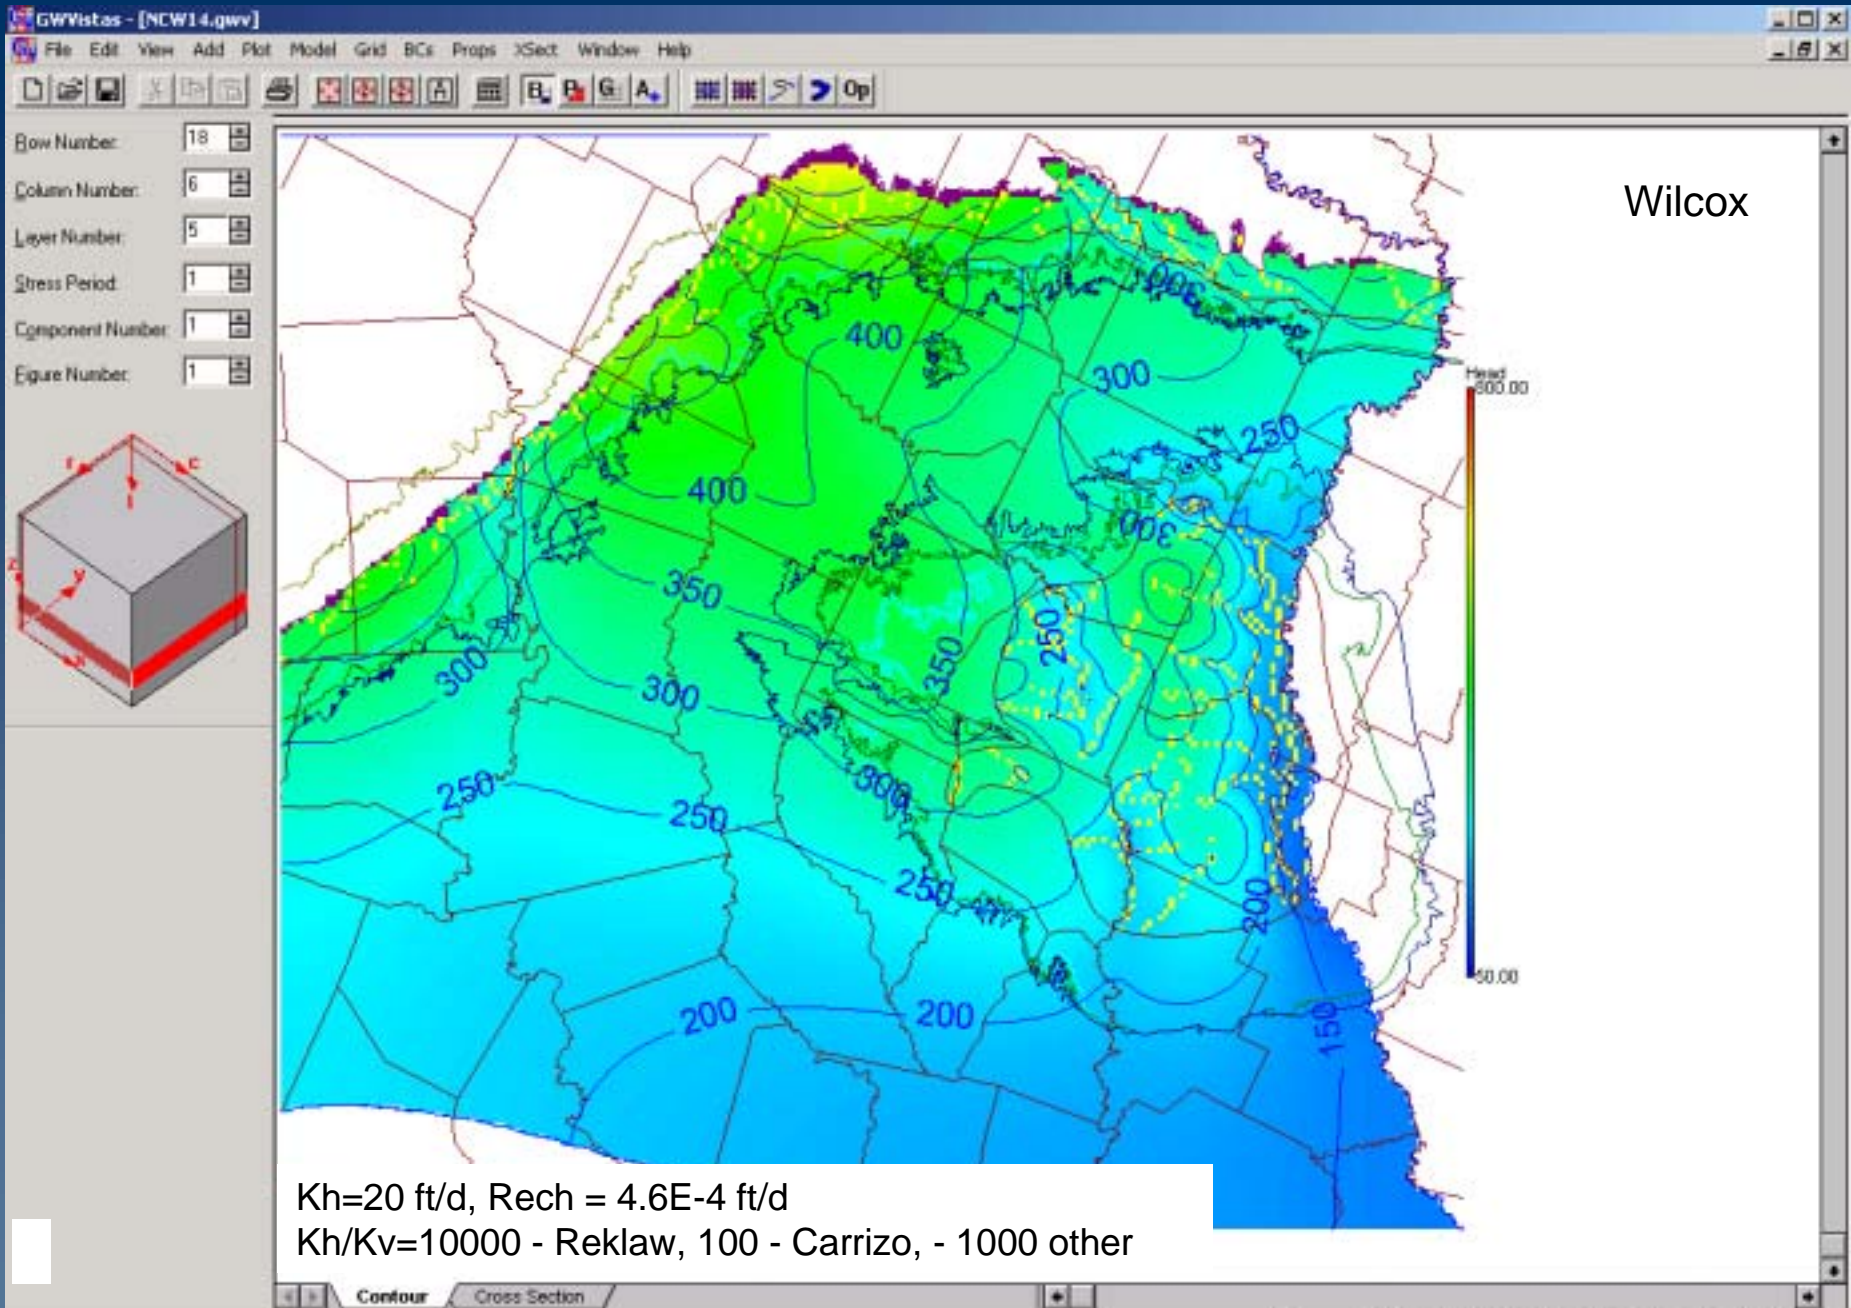 GWVistas - [NCW14.gwv]
File Edit View Add Plot Model Grid BCs Props XSect Window Help
B P G A Op
Row Number: 18
Column Number: 6
Layer Number: 5
Stress Period: 1
Component Number: 1
Figure Number: 1
r c
l
z y
x
Wilcox
300
400
300
Head
800.00
250
400
300
350
250
350
300
300
300
250
250
250
200
50.00
200
200
150
Kh=20 ft/d, Rech = 4.6E-4 ft/d
Kh/Kv=10000 - Reklaw, 100 - Carrizo, - 1000 other
Contour Cross Section